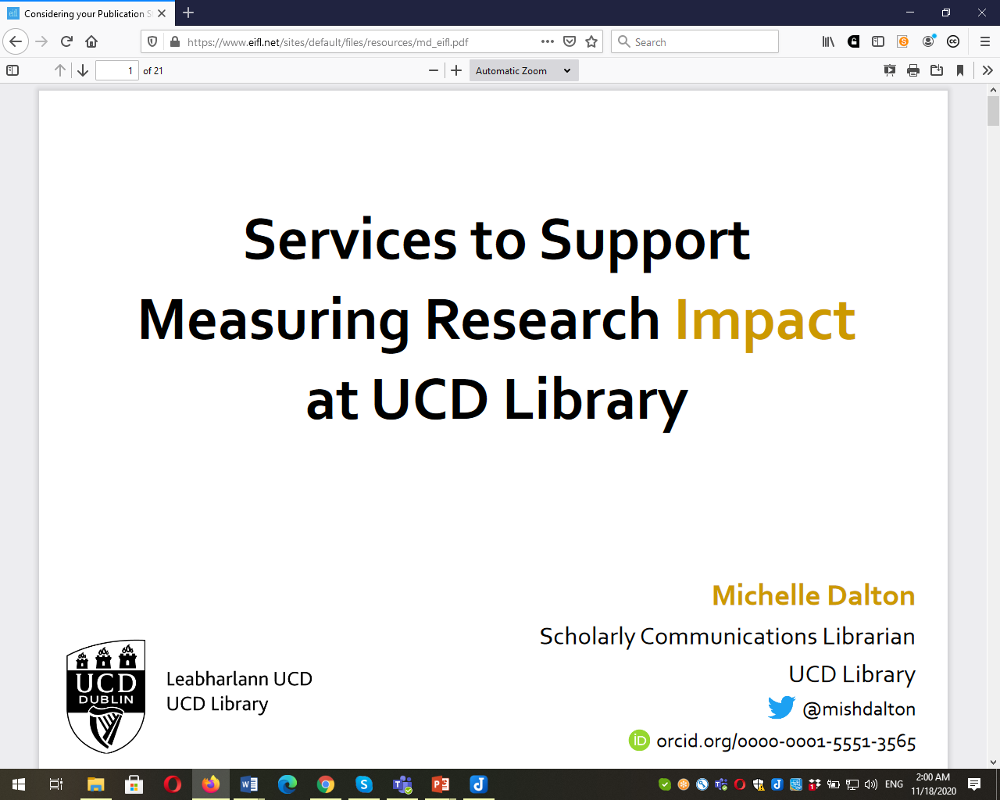 eifl
Considering your Publication S
https://www.eifl.net/sites/default/files/resources/md_eifl.pdf
Search
1 of 21
Automatic Zoom
Services to Support
Measuring Research Impact
at UCD Library
Michelle Dalton
Scholarly Communications Librarian
UCD Library
@mishdalton
iD orcid.org/0000-0001-5551-3565
UCD
DUBLIN
Leabharlann UCD
UCD Library
ENG
2:00 AM
11/18/2020